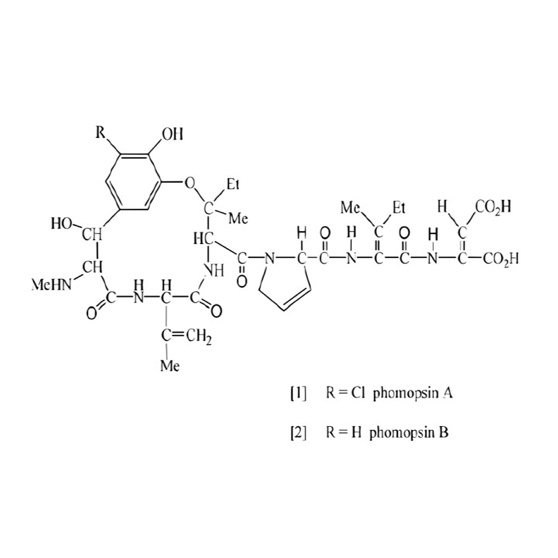 R
OH
O
Et
C
Me
HO
CH
HC
Me
Et
H
CO₂H
NH
C
O
N
H
C
C
O
H
N
C
C
O
H
N
C
C
CO₂H
CH
MeHN
C
O
H
N
H
C
C
O
C=CH₂
Me
[1] R = Cl phomopsin A
[2] R = H phomopsin B